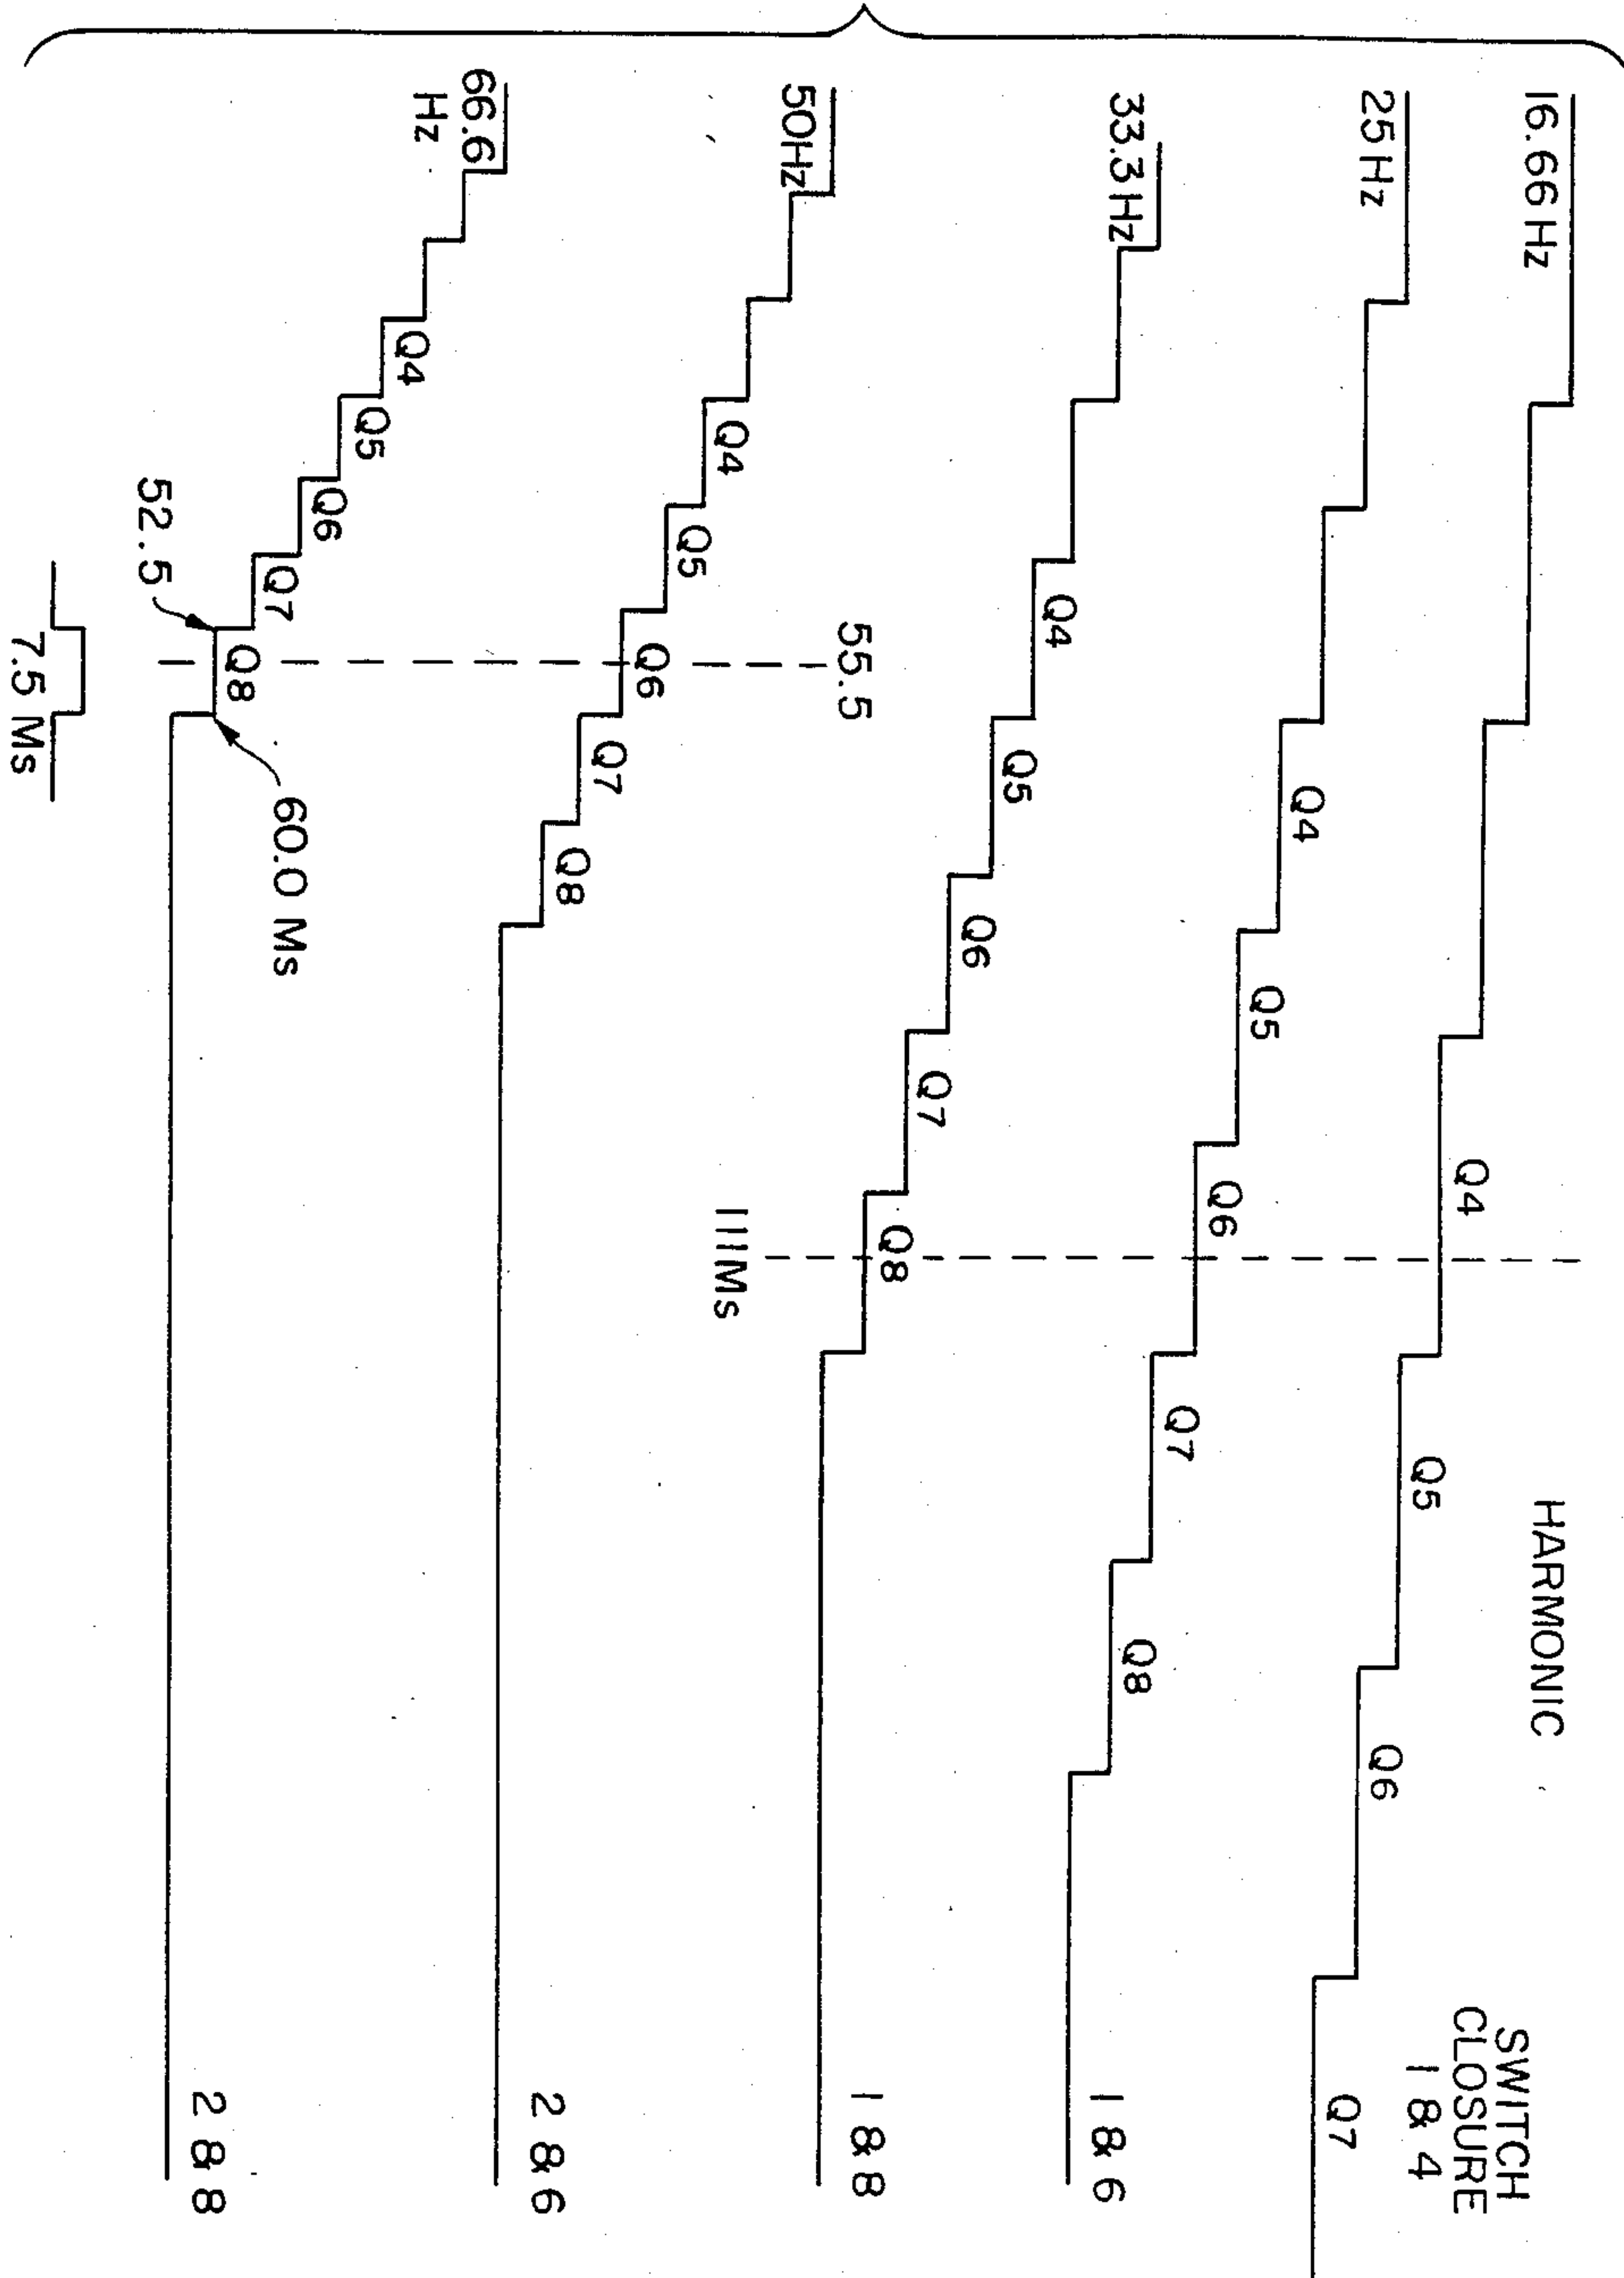 HARMONIC
SWITCH
CLOSURE
1 & 4
16.66 Hz
Q4
Q5
Q6
Q7
25 Hz
Q4
Q5
Q6
Q7
Q8
1 & 6
33.3 Hz
Q4
Q5
Q6
Q7
Q8
1 & 8
111Ms
55.5
50Hz
Q4
Q5
Q6
Q7
Q8
2 & 6
66.6
Hz
Q4
Q5
Q6
Q7
Q8
2 & 8
52.5
60.0 Ms
7.5 Ms